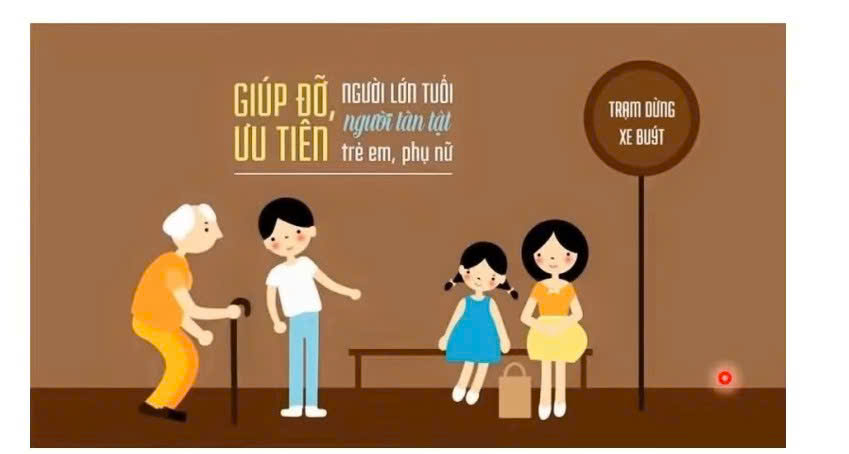 GIÚP ĐỠ,
ƯU TIÊN
NGƯỜI LỚN TUỔI
người tàn tật
trẻ em, phụ nữ
TRẠM DỪNG
XE BUÝT